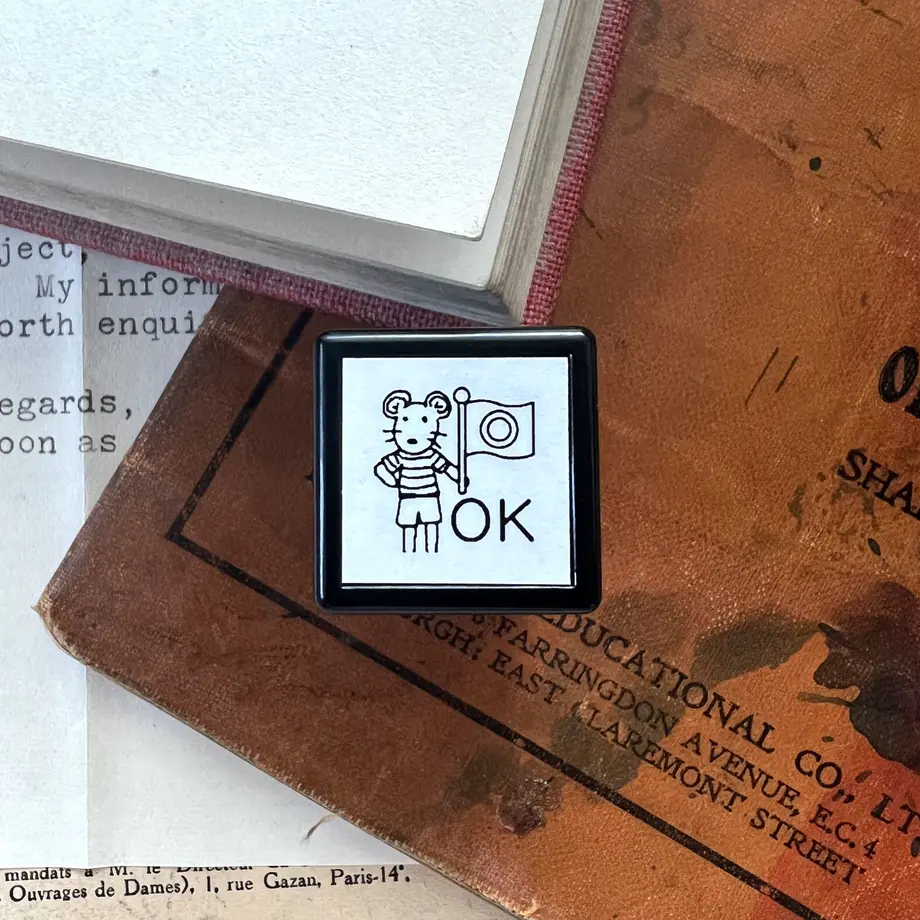 ject,
My inform
orth enqui
egards,
oon as
OK
SHA
EDUCATIONAL CO., LT
FARRINGDON AVENUE, E.C. 4
RGH: EAST CLAREMONT STREET
mandats à M. le Directeur
Ouvrages de Dames), 1, rue Gazan, Paris-14e.